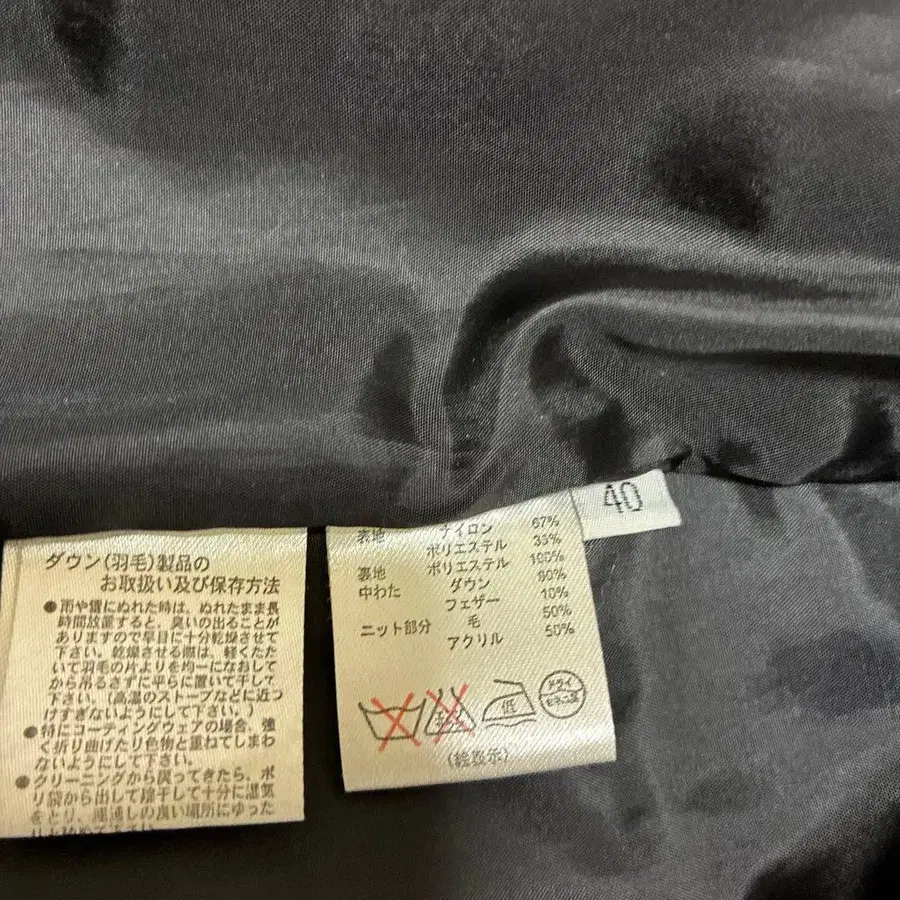 ダウン(羽毛)製品の
お取扱い及び保存方法
●雨や雪にぬれた時は、ぬれたまま長
時間放置すると、臭いの出ることが
ありますので早目に十分乾燥させて
下さい。乾燥させる際は、軽くたた
いて羽毛の片よりを均一になおして
から吊るさずに平らに置いて干して
下さい。(高温のストーブなどに近づ
けすぎないようにして下さい。)
●特にコーティングウェアの場合、強
く折り曲げたり色物と重ねてしまわ
ないようにして下さい。
●クリーニングから戻ってきたら、ポ
リ袋から出して陰干しして十分に湿気
をとり、風通しの良い場所にゆった
表地 ナイロン 67%
ポリエステル 33%
裏地 ポリエステル 100%
中わた ダウン 90%
フェザー 10%
ニット部分 毛 50%
アクリル 50%
低
ドライ
セキユ系
(絵表示)
40